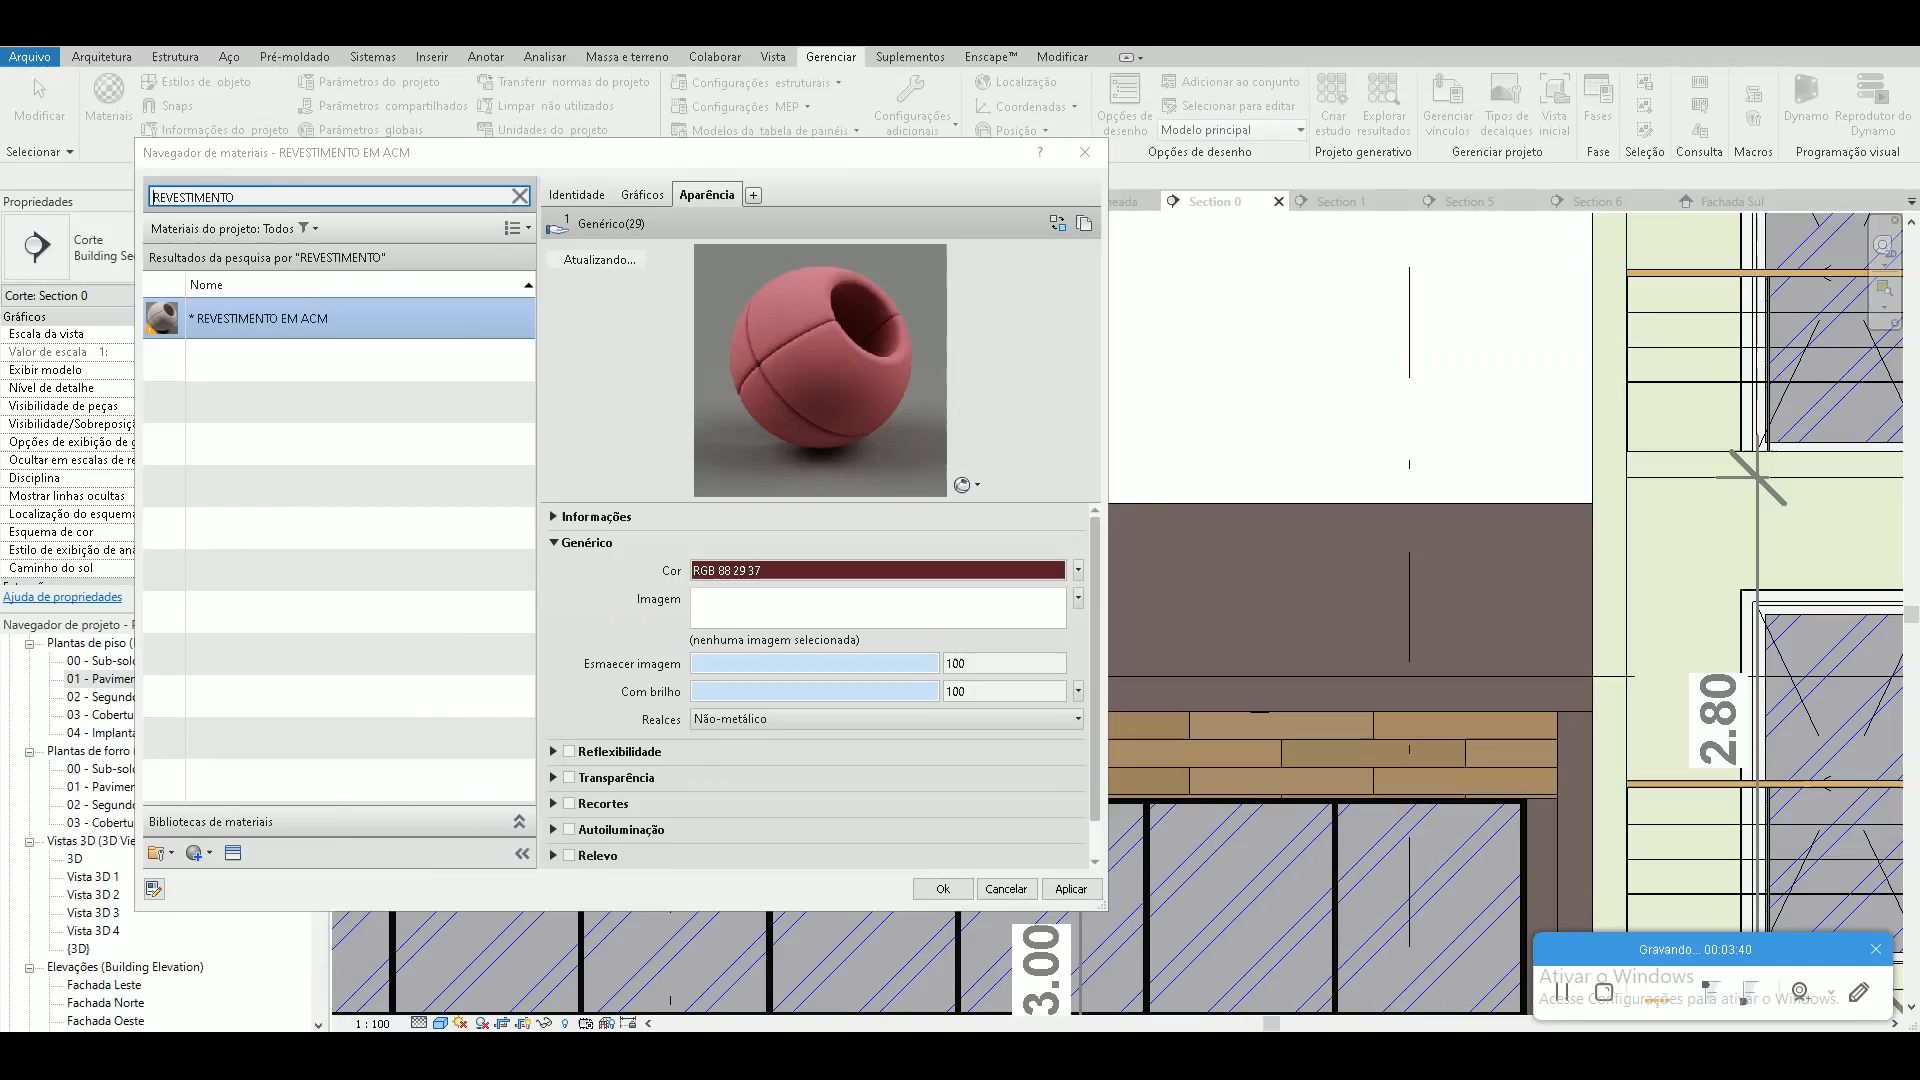 Arquivo Arquitetura Estrutura Aço Pré-moldado Sistemas Inserir Anotar Analisar Massa e terreno Colaborar Vista Gerenciar Suplementos Enscape™ Modificar
Modificar
Selecionar
Materiais
Estilos de objeto
Snaps
Informações do projeto
Parâmetros do projeto
Parâmetros compartilhados
Parâmetros globais
Transferir normas do projeto
Limpar não utilizados
Unidades do projeto
Configurações estruturais
Configurações MEP
Modelos da tabela de painéis
Configurações
adicionais
Localização
Coordenadas
Posição
Opções de
desenho
Adicionar ao conjunto
Selecionar para editar
Modelo principal
Opções de desenho
Criar
estudo
Explorar
resultados
Projeto generativo
Gerenciar
vínculos
Tipos de
decalques
Vista
inicial
Gerenciar projeto
Fases
Fase
Seleção
Consulta
Macros
Dynamo
Reprodutor do
Dynamo
Programação visual
eada
Section 0
Section 1
Section 5
Section 6
Fachada Sul
Propriedades
Corte
Building Se
Corte: Section 0
Gráficos
Escala da vista
Valor de escala 1:
Exibir modelo
Nível de detalhe
Visibilidade de peças
Visibilidade/Sobreposiç
Opções de exibição de g
Ocultar em escalas de re
Disciplina
Mostrar linhas ocultas
Localização do esquema
Esquema de cor
Estilo de exibição de aná
Caminho do sol
Ajuda de propriedades
Navegador de projeto - P
Plantas de piso (
00 - Sub-solo
01 - Pavimen
02 - Segundo
03 - Cobertu
04 - Implanta
Plantas de forro (
00 - Sub-solo
01 - Pavimen
02 - Segundo
03 - Cobertu
Vistas 3D (3D Vie
3D
Vista 3D 1
Vista 3D 2
Vista 3D 3
Vista 3D 4
{3D}
Elevações (Building Elevation)
Fachada Leste
Fachada Norte
Fachada Oeste
Navegador de materiais - REVESTIMENTO EM ACM
?
REVESTIMENTO
Materiais do projeto: Todos
Resultados da pesquisa por "REVESTIMENTO"
Nome
* REVESTIMENTO EM ACM
Bibliotecas de materiais
Identidade Gráficos Aparência +
1
Genérico(29)
Atualizando...
Informações
Genérico
Cor RGB 88 29 37
Imagem
(nenhuma imagem selecionada)
Esmaecer imagem 100
Com brilho 100
Realces Não-metálico
Reflexibilidade
Transparência
Recortes
Autoiluminação
Relevo
Ok Cancelar Aplicar
2.80
3.00
2D
1 : 100
Gravando... 00:03:40
Ativar o Windows
Acesse Configurações para ativar o Windows.